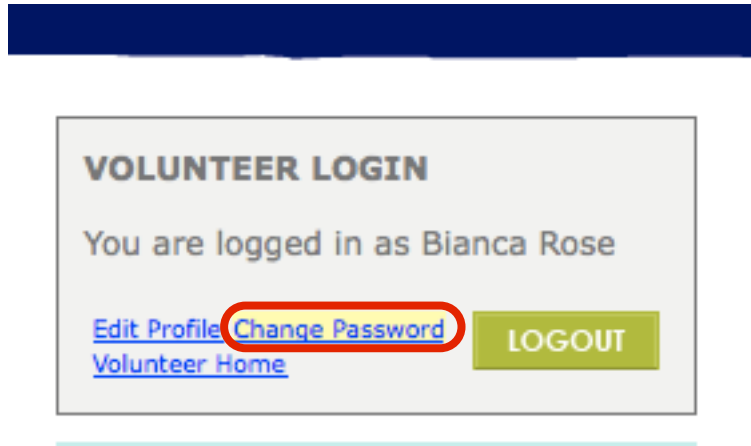 VOLUNTEER LOGIN
You are logged in as Bianca Rose
Edit Profile Change Password
Volunteer Home
LOGOUT